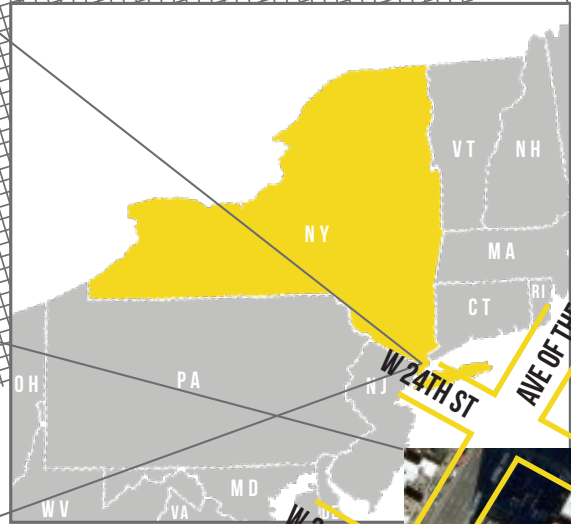 VT
NH
NY
MA
CT
RI
AVE OF THE
W 24TH ST
OH
PA
NJ
MD
WV
VA